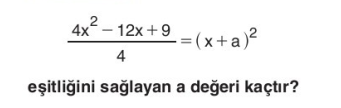 4x² – 12x + 9
————— = (x + a)²
4
eşitliğini sağlayan a değeri kaçtır?